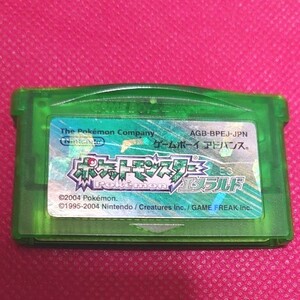 The Pokémon Company AGB-BPEJ-JPN
Nintendo ゲームボーイ アドバンス
ポケットモンスター
POCKET MONSTERS
エメラルド
©2004 Pokémon.
©1995-2004 Nintendo / Creatures Inc. / GAME FREAK inc.